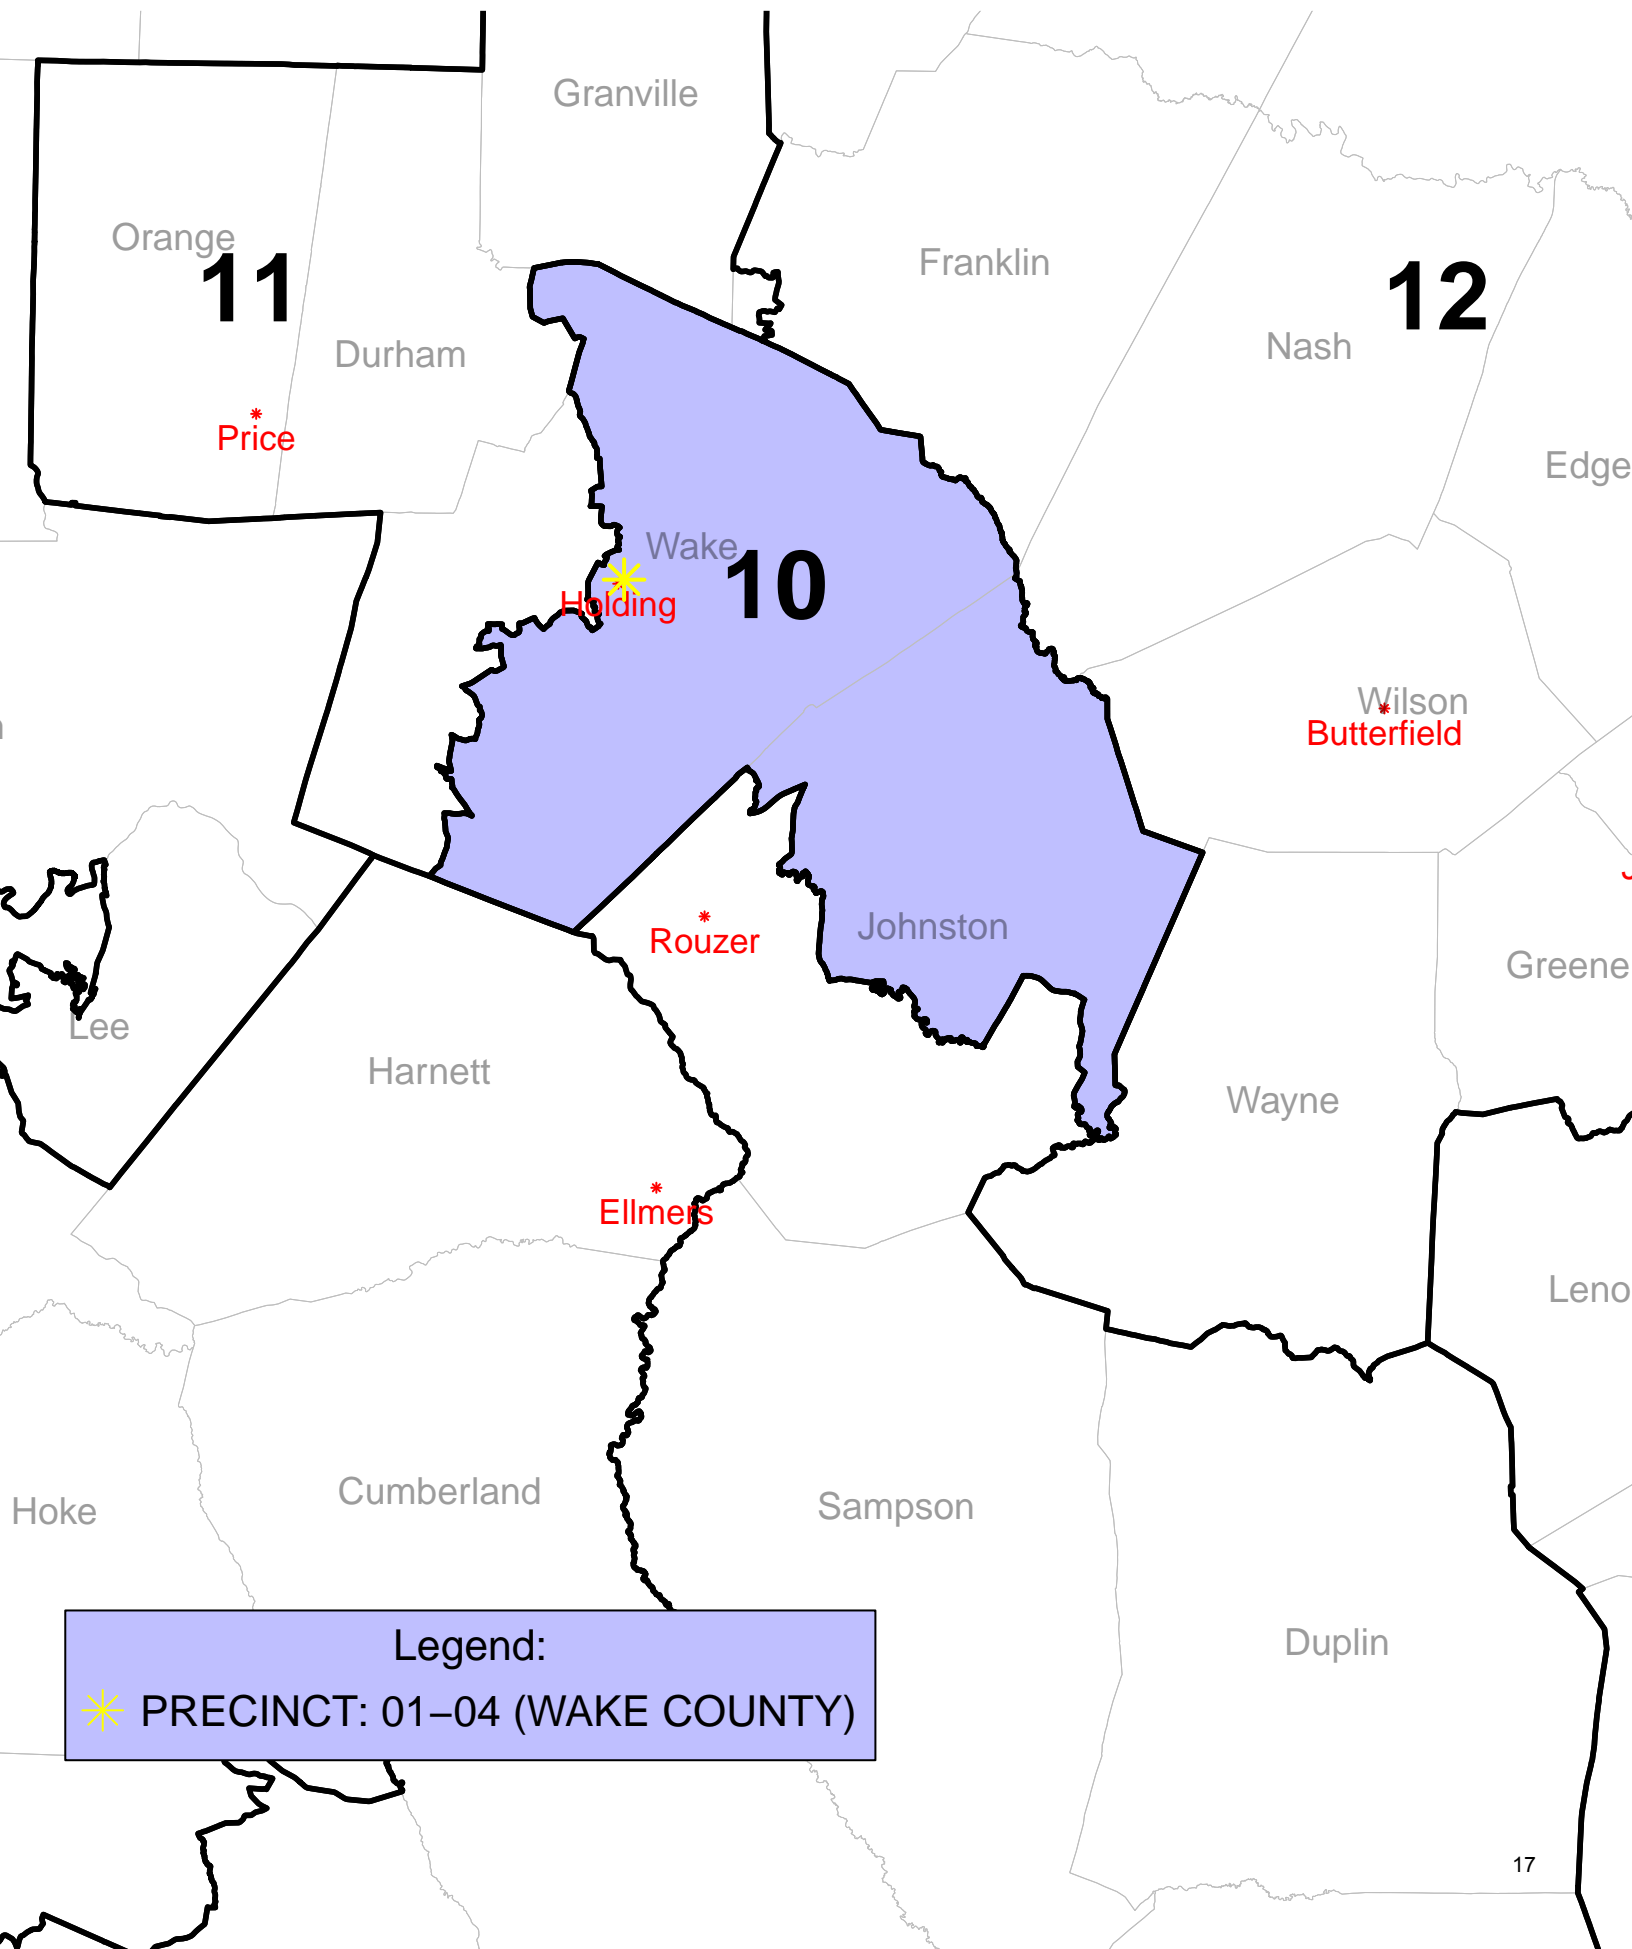 Granville
Orange
11
Franklin
12
Nash
Durham
Price
Edge
Wake
10
Holding
Wilson
Butterfield
Johnston
Rouzer
Greene
Lee
Harnett
Wayne
Ellmers
Leno
Hoke
Cumberland
Sampson
Duplin
Legend:
PRECINCT: 01–04 (WAKE COUNTY)
17